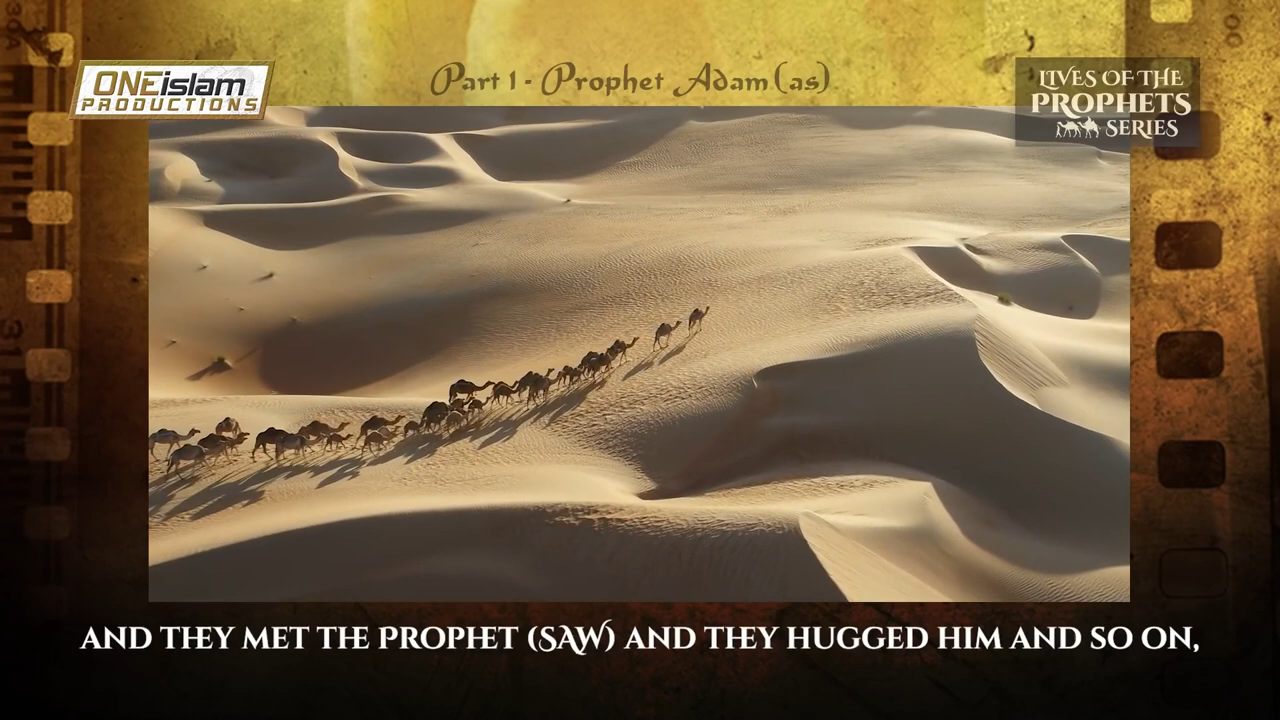 Part 1 - Prophet Adam (as)
ONEislam
PRODUCTIONS
LIVES OF THE
PROPHETS
SERIES
AND THEY MET THE PROPHET (SAW) AND THEY HUGGED HIM AND SO ON,